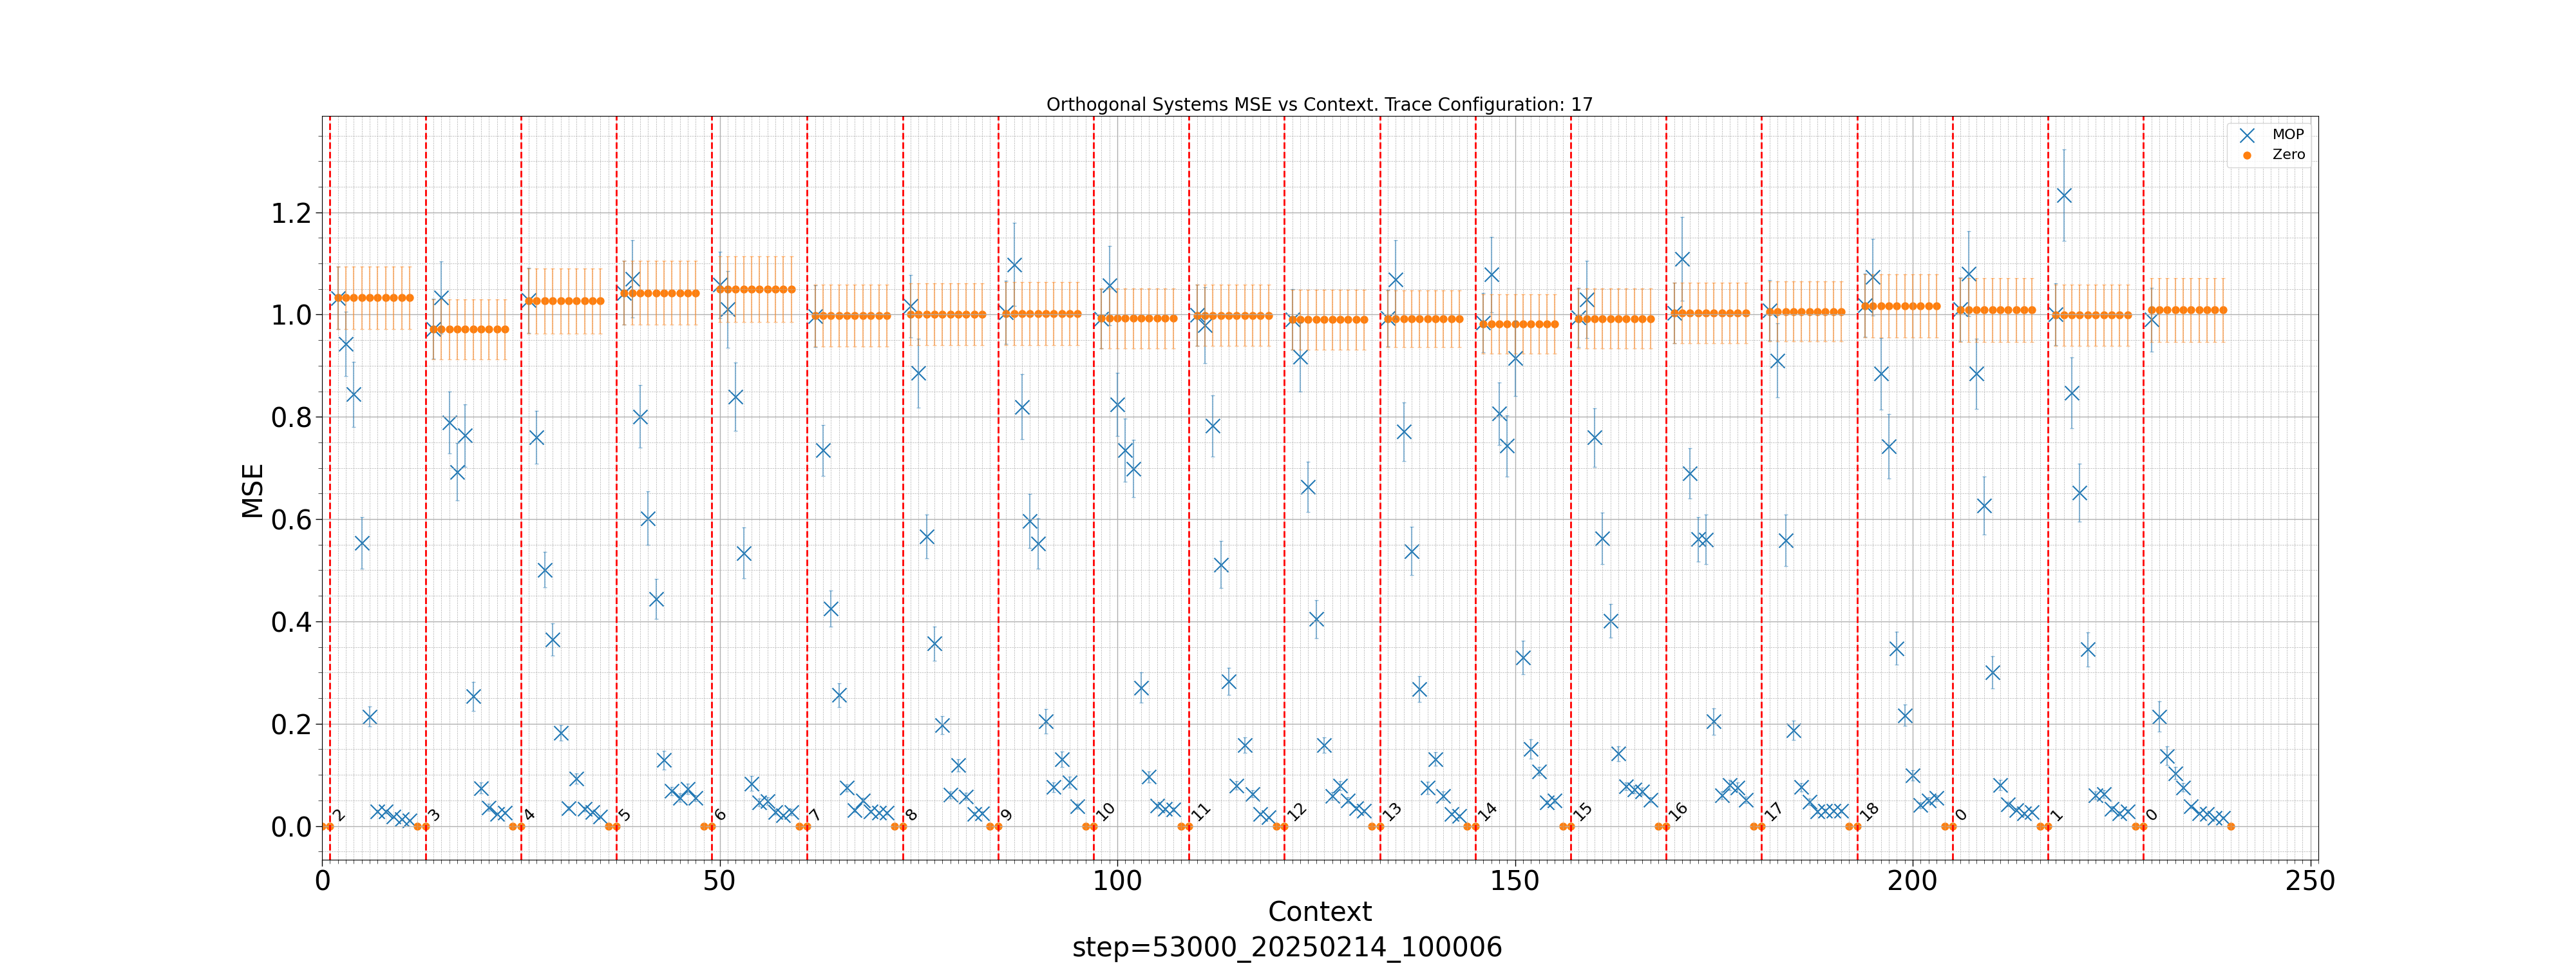 Orthogonal Systems MSE vs Context. Trace Configuration: 17
MOP
Zero
MSE
1.2
1.0
0.8
0.6
0.4
0.2
0.0
2 3 4 5 6 7 8 9 10 11 12 13 14 15 16 17 18 0 1 0
0 50 100 150 200 250
Context
step=53000_20250214_100006